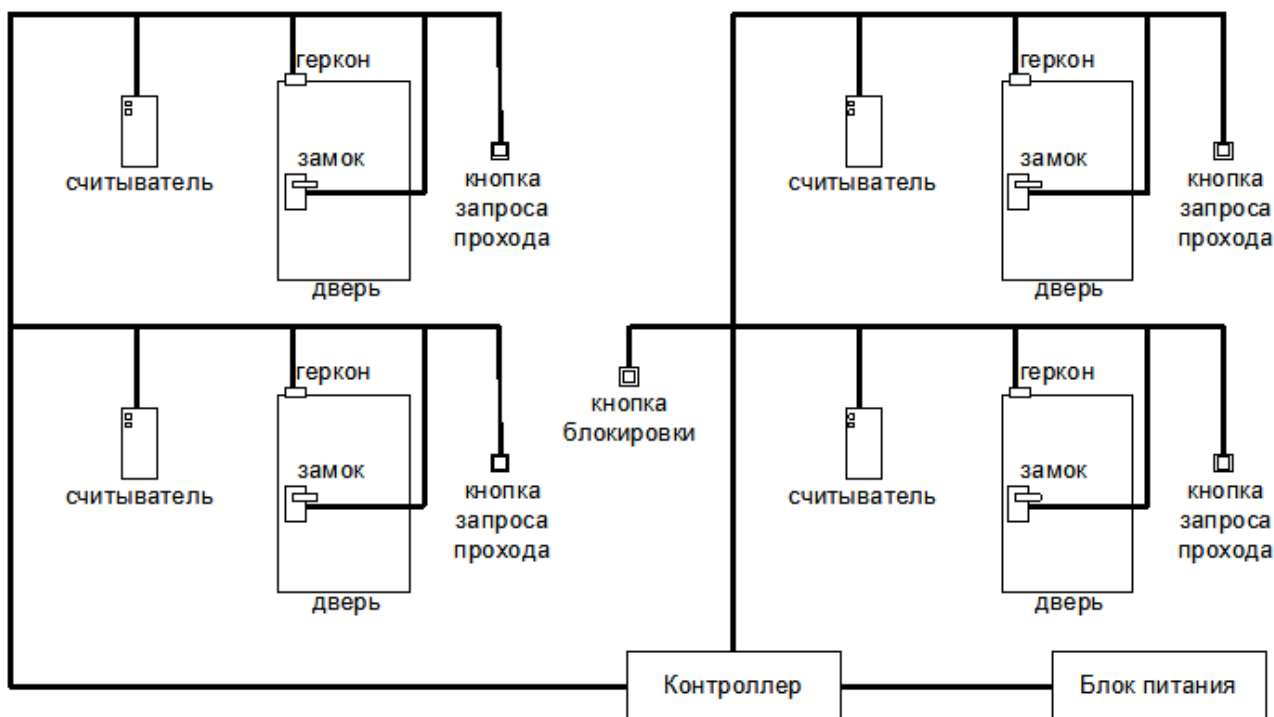 геркон
замок
считыватель
кнопка
запроса
прохода
дверь
геркон
замок
считыватель
кнопка
запроса
прохода
дверь
геркон
замок
считыватель
кнопка
запроса
прохода
дверь
кнопка
блокировки
геркон
замок
считыватель
кнопка
запроса
прохода
дверь
Контроллер
Блок питания